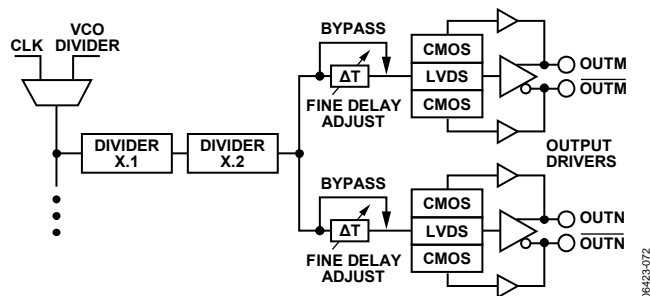 CLK
VCO
DIVIDER
DIVIDER
X.1
DIVIDER
X.2
BYPASS
ΔT
FINE DELAY
ADJUST
CMOS
LVDS
CMOS
OUTM
OUTM
OUTPUT
DRIVERS
BYPASS
ΔT
FINE DELAY
ADJUST
CMOS
LVDS
CMOS
OUTN
OUTN
06423-072